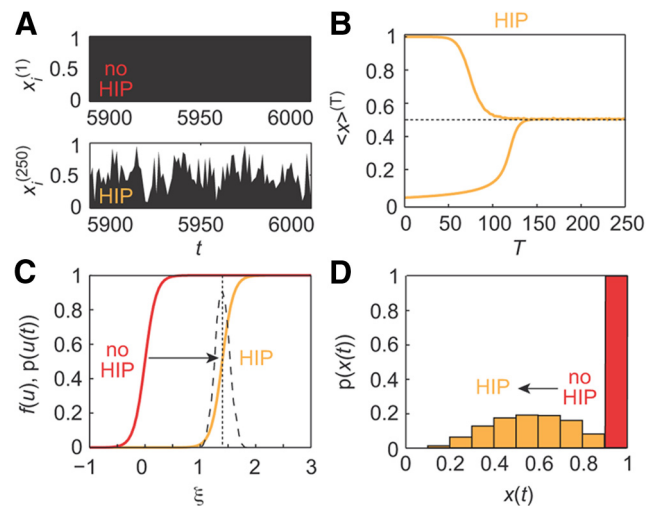 A
x_i^(1)
1
0.5
0
no
HIP
5900
5950
6000
x_i^(250)
1
0.5
0
HIP
5900
5950
6000
t
B
HIP
<x>^(T)
1
0.8
0.6
0.4
0.2
0
0
50
100
150
200
250
T
C
f(u), p(u(t))
1
0.8
0.6
0.4
0.2
0
no
HIP
HIP
−1
0
1
2
3
ξ
D
p(x(t))
1
0.8
0.6
0.4
0.2
0
HIP
no
HIP
0
0.2
0.4
0.6
0.8
1
x(t)